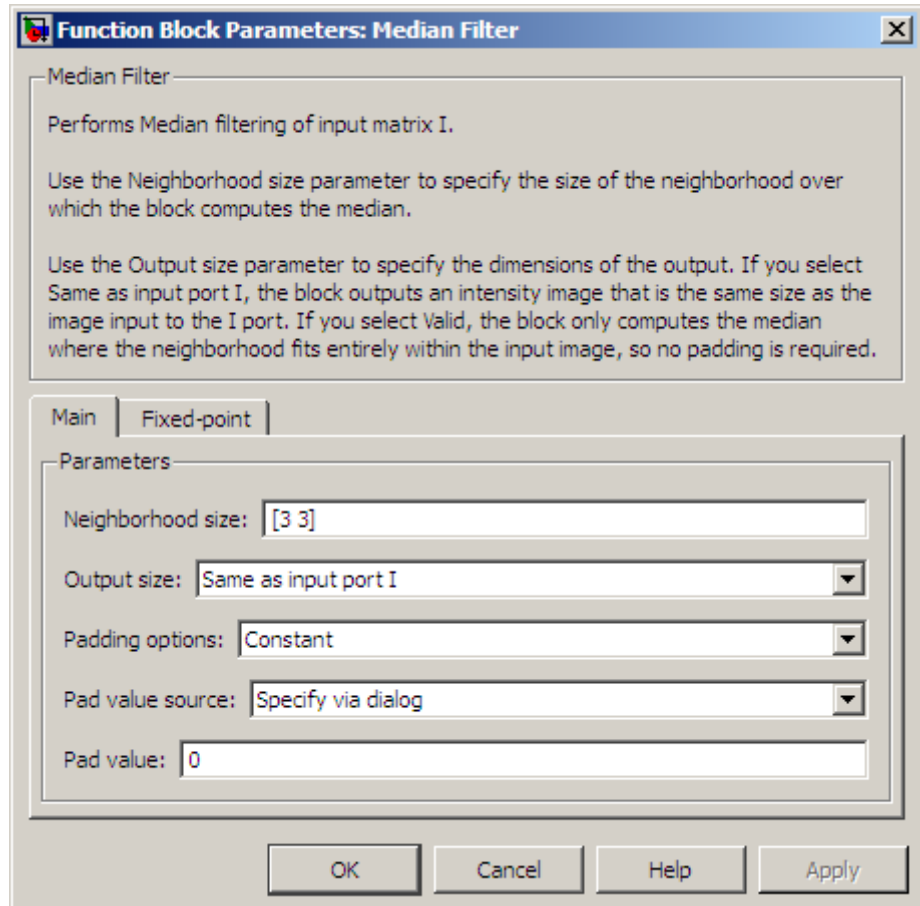 Function Block Parameters: Median Filter
Median Filter
Performs Median filtering of input matrix I.
Use the Neighborhood size parameter to specify the size of the neighborhood over
which the block computes the median.
Use the Output size parameter to specify the dimensions of the output. If you select
Same as input port I, the block outputs an intensity image that is the same size as the
image input to the I port. If you select Valid, the block only computes the median
where the neighborhood fits entirely within the input image, so no padding is required.
Main Fixed-point
Parameters
Neighborhood size: [3 3]
Output size: Same as input port I
Padding options: Constant
Pad value source: Specify via dialog
Pad value: 0
OK Cancel Help Apply